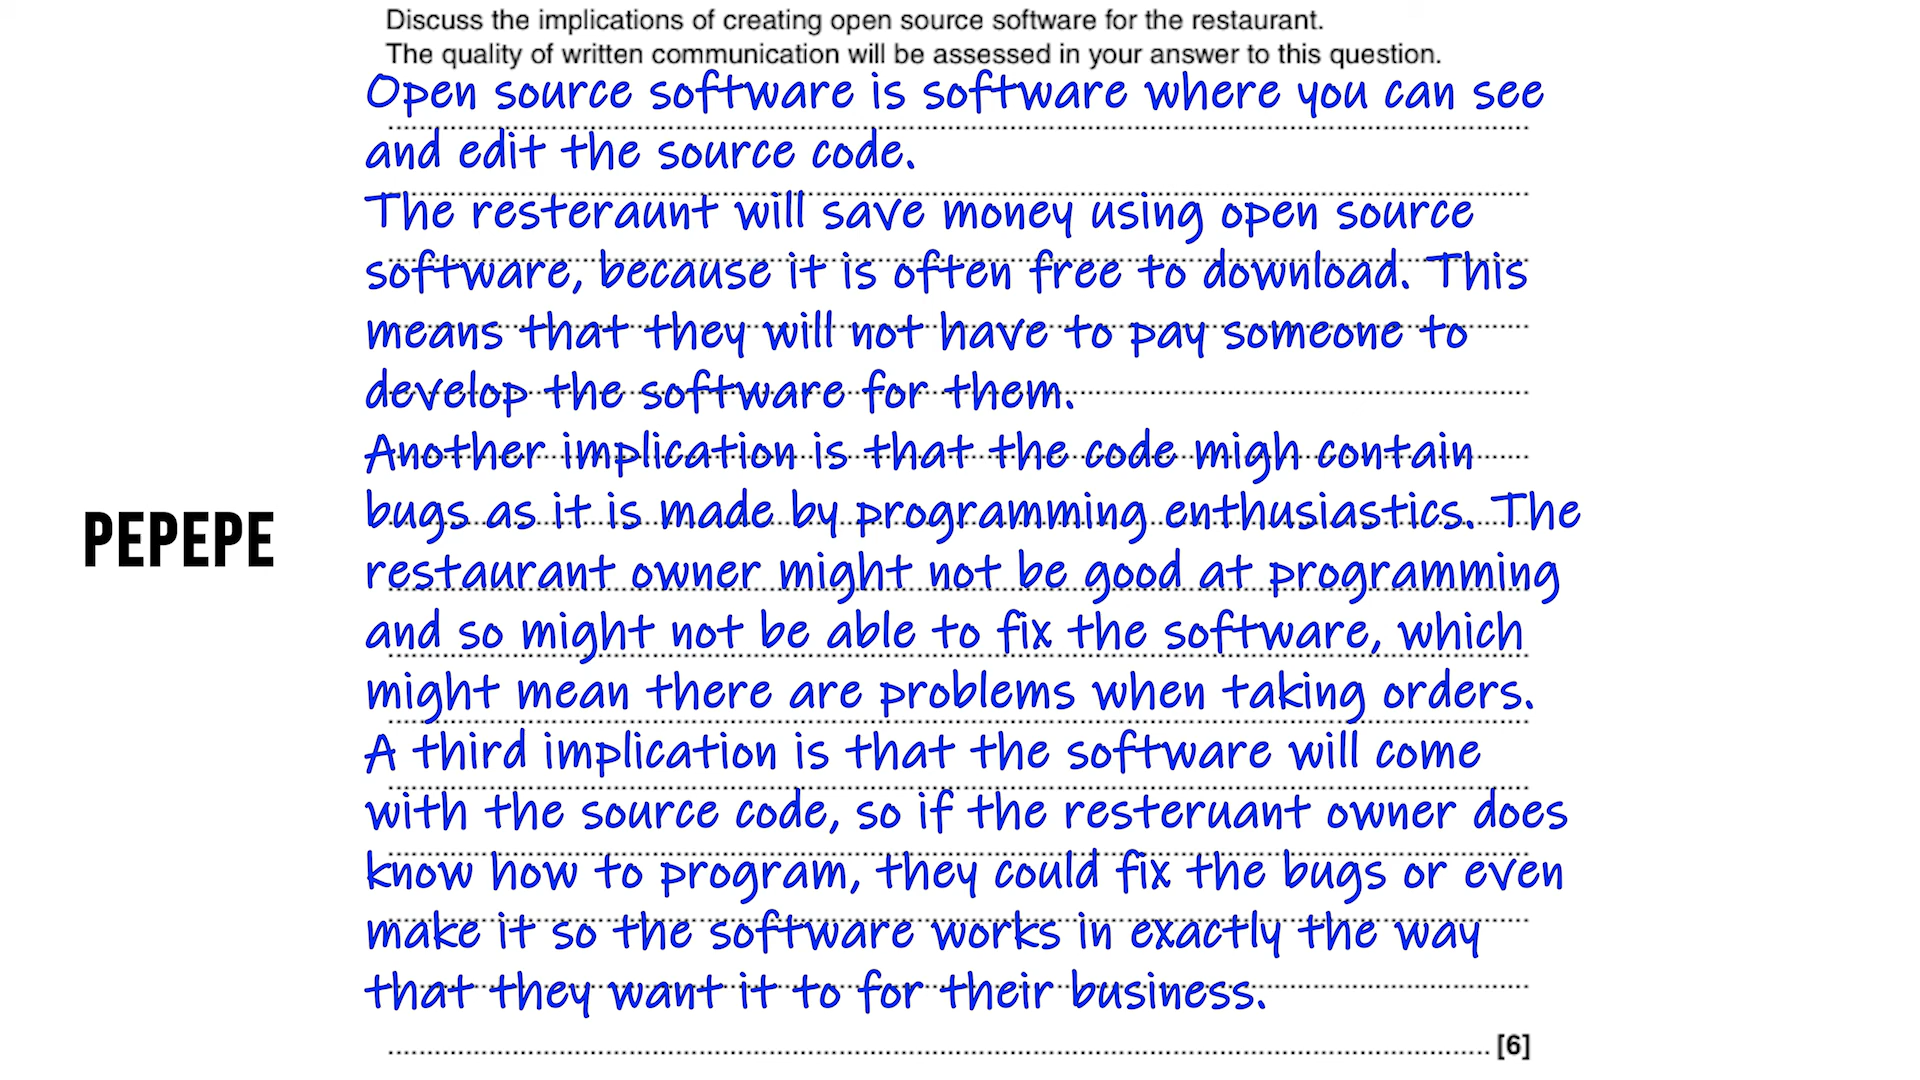 Discuss the implications of creating open source software for the restaurant.
The quality of written communication will be assessed in your answer to this question.
Open source software is software where you can see
and edit the source code.
The resteraunt will save money using open source
software, because it is often free to download. This
means that they will not have to pay someone to
develop the software for them.
Another implication is that the code migh contain
bugs as it is made by programming enthusiastics. The
restaurant owner might not be good at programming
and so might not be able to fix the software, which
might mean there are problems when taking orders.
A third implication is that the software will come
with the source code, so if the resteruant owner does
know how to program, they could fix the bugs or even
make it so the software works in exactly the way
that they want it to for their business.
[6]
PEPEPE